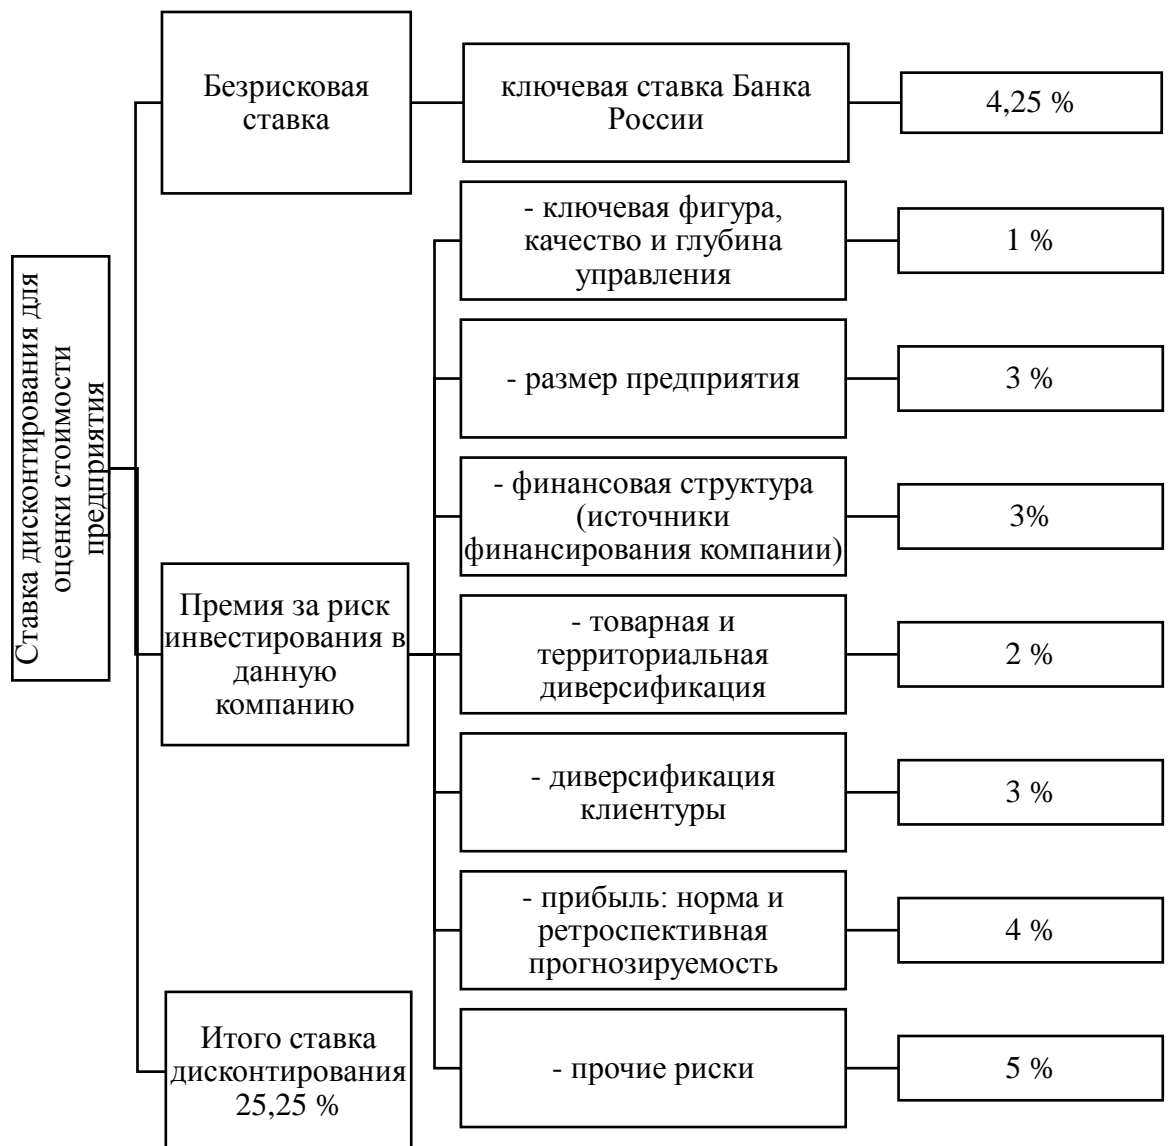 Ставка дисконтирования для
оценки стоимости
предприятия
Безрисковая
ставка
ключевая ставка Банка
России
4,25 %
Премия за риск
инвестирования в
данную
компанию
- ключевая фигура,
качество и глубина
управления
1 %
- размер предприятия
3 %
- финансовая структура
(источники
финансирования компании)
3%
- товарная и
территориальная
диверсификация
2 %
- диверсификация
клиентуры
3 %
- прибыль: норма и
ретроспективная
прогнозируемость
4 %
- прочие риски
5 %
Итого ставка
дисконтирования
25,25 %